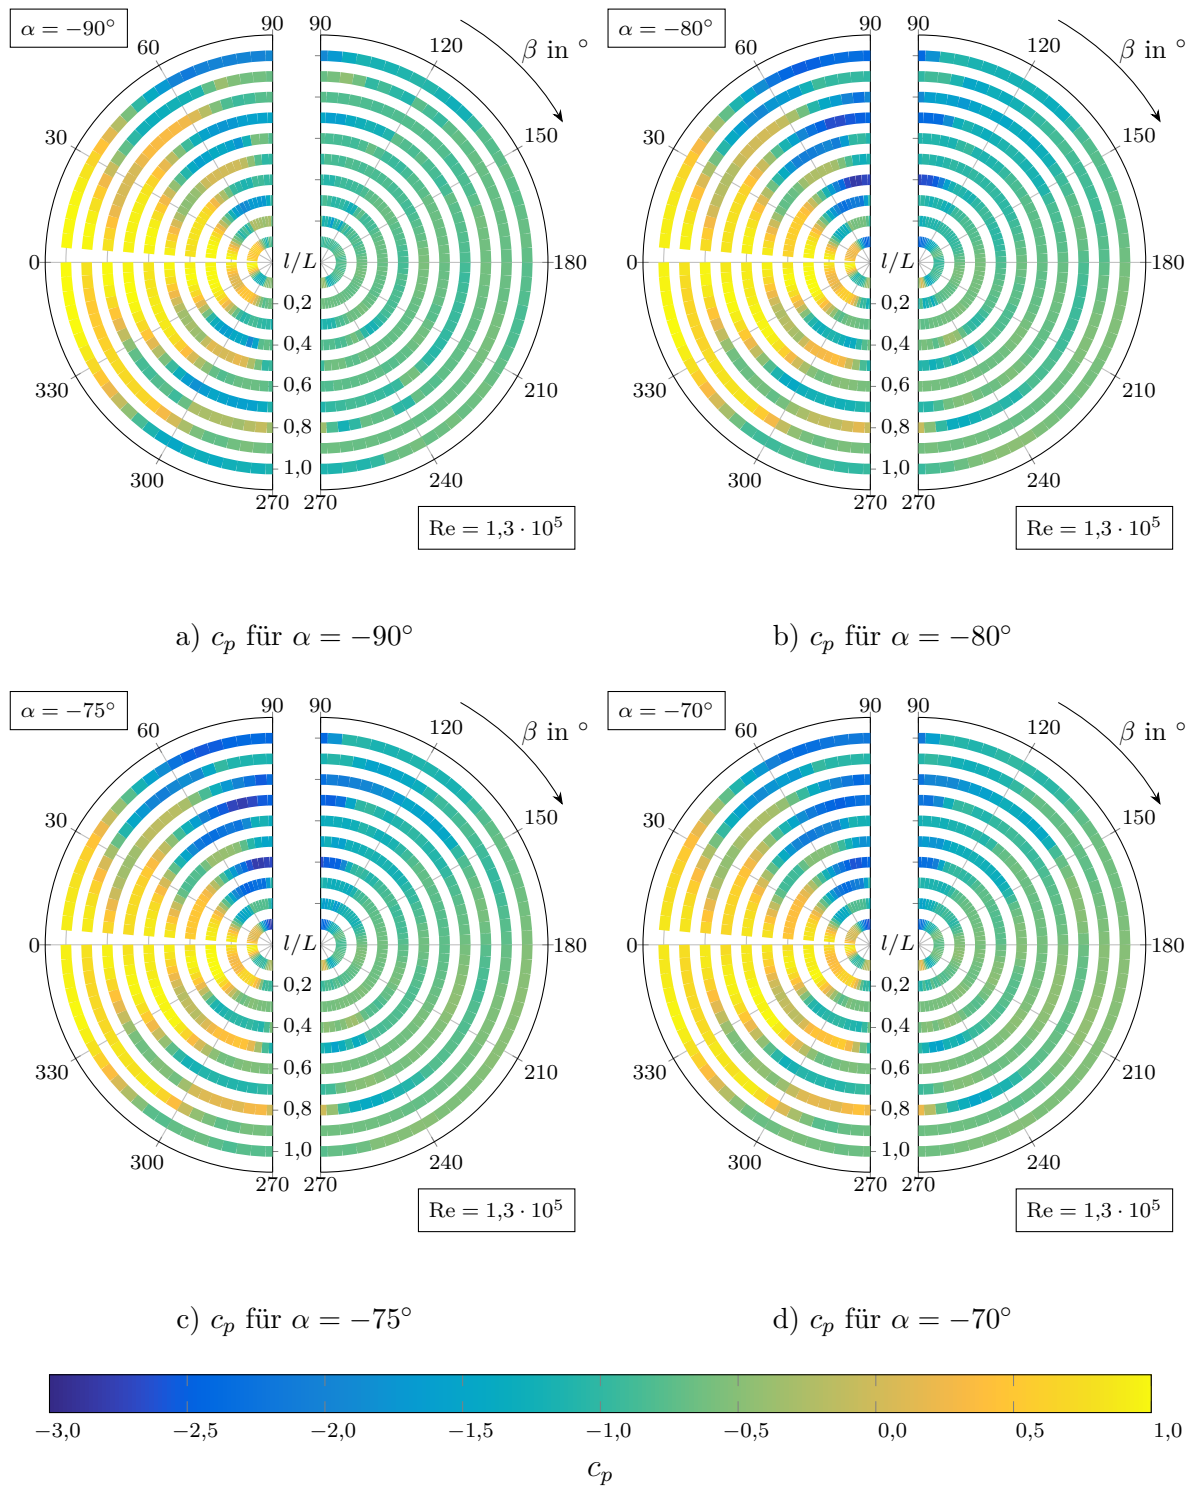 α = −90° 90 90 β in ° α = −80° 90 90 β in °
60 120 60 120
30 150 30 150
0 l/L 180 0 l/L 180
0,2 0,2
0,4 0,4
330 0,6 210 330 0,6 210
0,8 0,8
300 1,0 240 300 1,0 240
270 270 270 270
Re = 1,3 · 10⁵ Re = 1,3 · 10⁵
a) cₚ für α = −90° b) cₚ für α = −80°
α = −75° 90 90 β in ° α = −70° 90 90 β in °
60 120 60 120
30 150 30 150
0 l/L 180 0 l/L 180
0,2 0,2
0,4 0,4
330 0,6 210 330 0,6 210
0,8 0,8
300 1,0 240 300 1,0 240
270 270 270 270
Re = 1,3 · 10⁵ Re = 1,3 · 10⁵
c) cₚ für α = −75° d) cₚ für α = −70°
−3,0 −2,5 −2,0 −1,5 −1,0 −0,5 0,0 0,5 1,0
cₚ